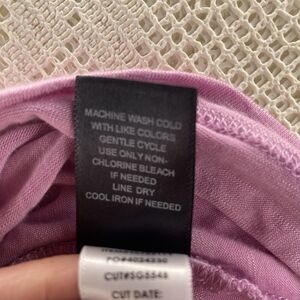 MACHINE WASH COLD
WITH LIKE COLORS
GENTLE CYCLE
USE ONLY NON-
CHLORINE BLEACH
IF NEEDED
LINE DRY
COOL IRON IF NEEDED
PO#4024250
CUT#SG5548
CUT DATE: